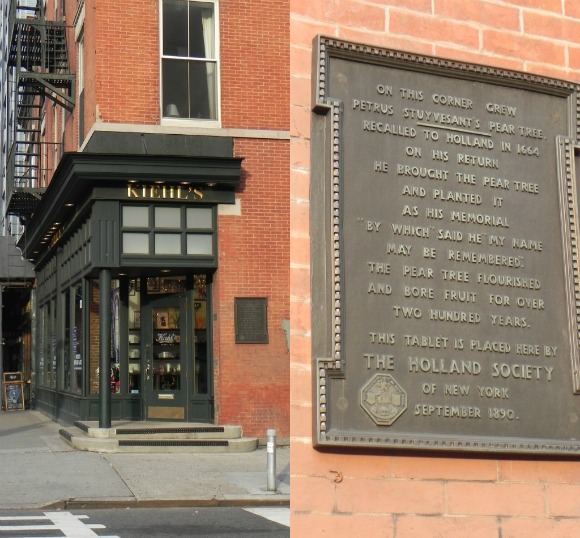 KIEHL'S
Kiehl's
ON THIS CORNER GREW
PETRUS STUYVESANT'S PEAR TREE
RECALLED TO HOLLAND IN 1664
ON HIS RETURN
HE BROUGHT THE PEAR TREE
AND PLANTED IT
AS HIS MEMORIAL
"BY WHICH" SAID HE "MY NAME
MAY BE REMEMBERED".
THE PEAR TREE FLOURISHED
AND BORE FRUIT FOR OVER
TWO HUNDRED YEARS.
THIS TABLET IS PLACED HERE BY
THE HOLLAND SOCIETY
OF NEW YORK
SEPTEMBER 1890.